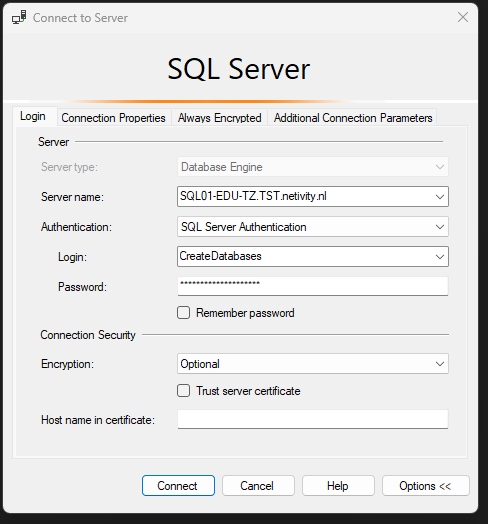 Connect to Server
SQL Server
Login Connection Properties Always Encrypted Additional Connection Parameters
Server
Server type: Database Engine
Server name: SQL01-EDU-TZ.TST.netivity.nl
Authentication: SQL Server Authentication
Login: CreateDatabases
Password: ********************
Remember password
Connection Security
Encryption: Optional
Trust server certificate
Host name in certificate:
Connect Cancel Help Options <<